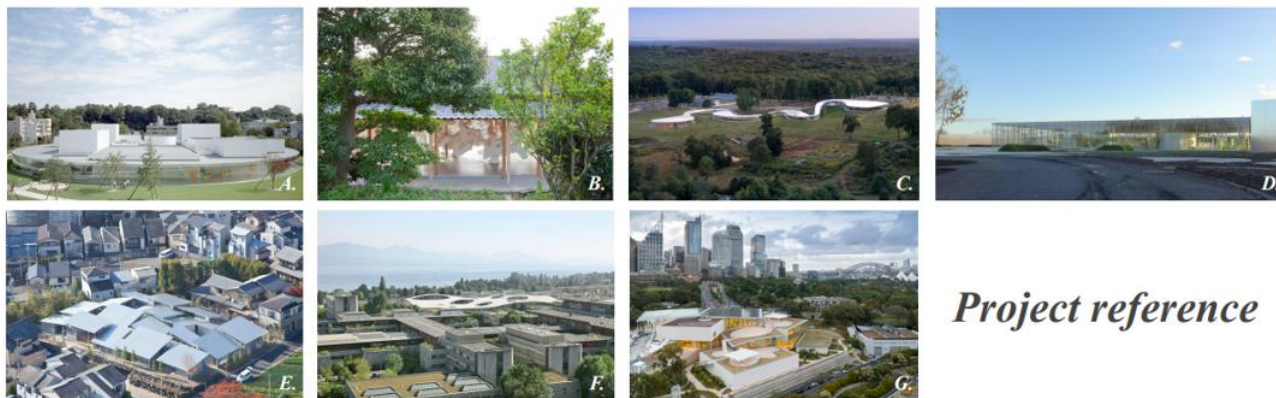 A.
B.
C.
D
E.
F.
G.
Project reference